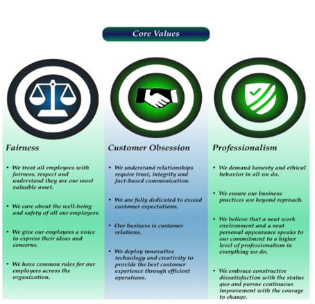 Core Values
Fairness
• We treat all employees with
fairness, respect and
understand they are our most
valuable asset.
• We care about the well-being
and safety of all our employees.
• We give our employees a voice
to express their ideas and
concerns.
• We have common rules for our
employees across the
organization.
Customer Obsession
• We understand relationships
require trust, integrity and
fact-based communication.
• We are fully dedicated to exceed
customer expectations.
• Our business is customer
relations.
• We deploy innovative
technology and creativity to
provide the best customer
experience through efficient
operations.
Professionalism
• We demand honesty and ethical
behavior in all we do.
• We ensure our business
practices are beyond reproach.
• We believe that a neat work
environment and a neat
personal appearance speaks to
our commitment to a higher
level of professionalism in
everything we do.
• We embrace constructive
dissatisfaction with the status
quo and pursue continuous
improvement with the courage
to change.